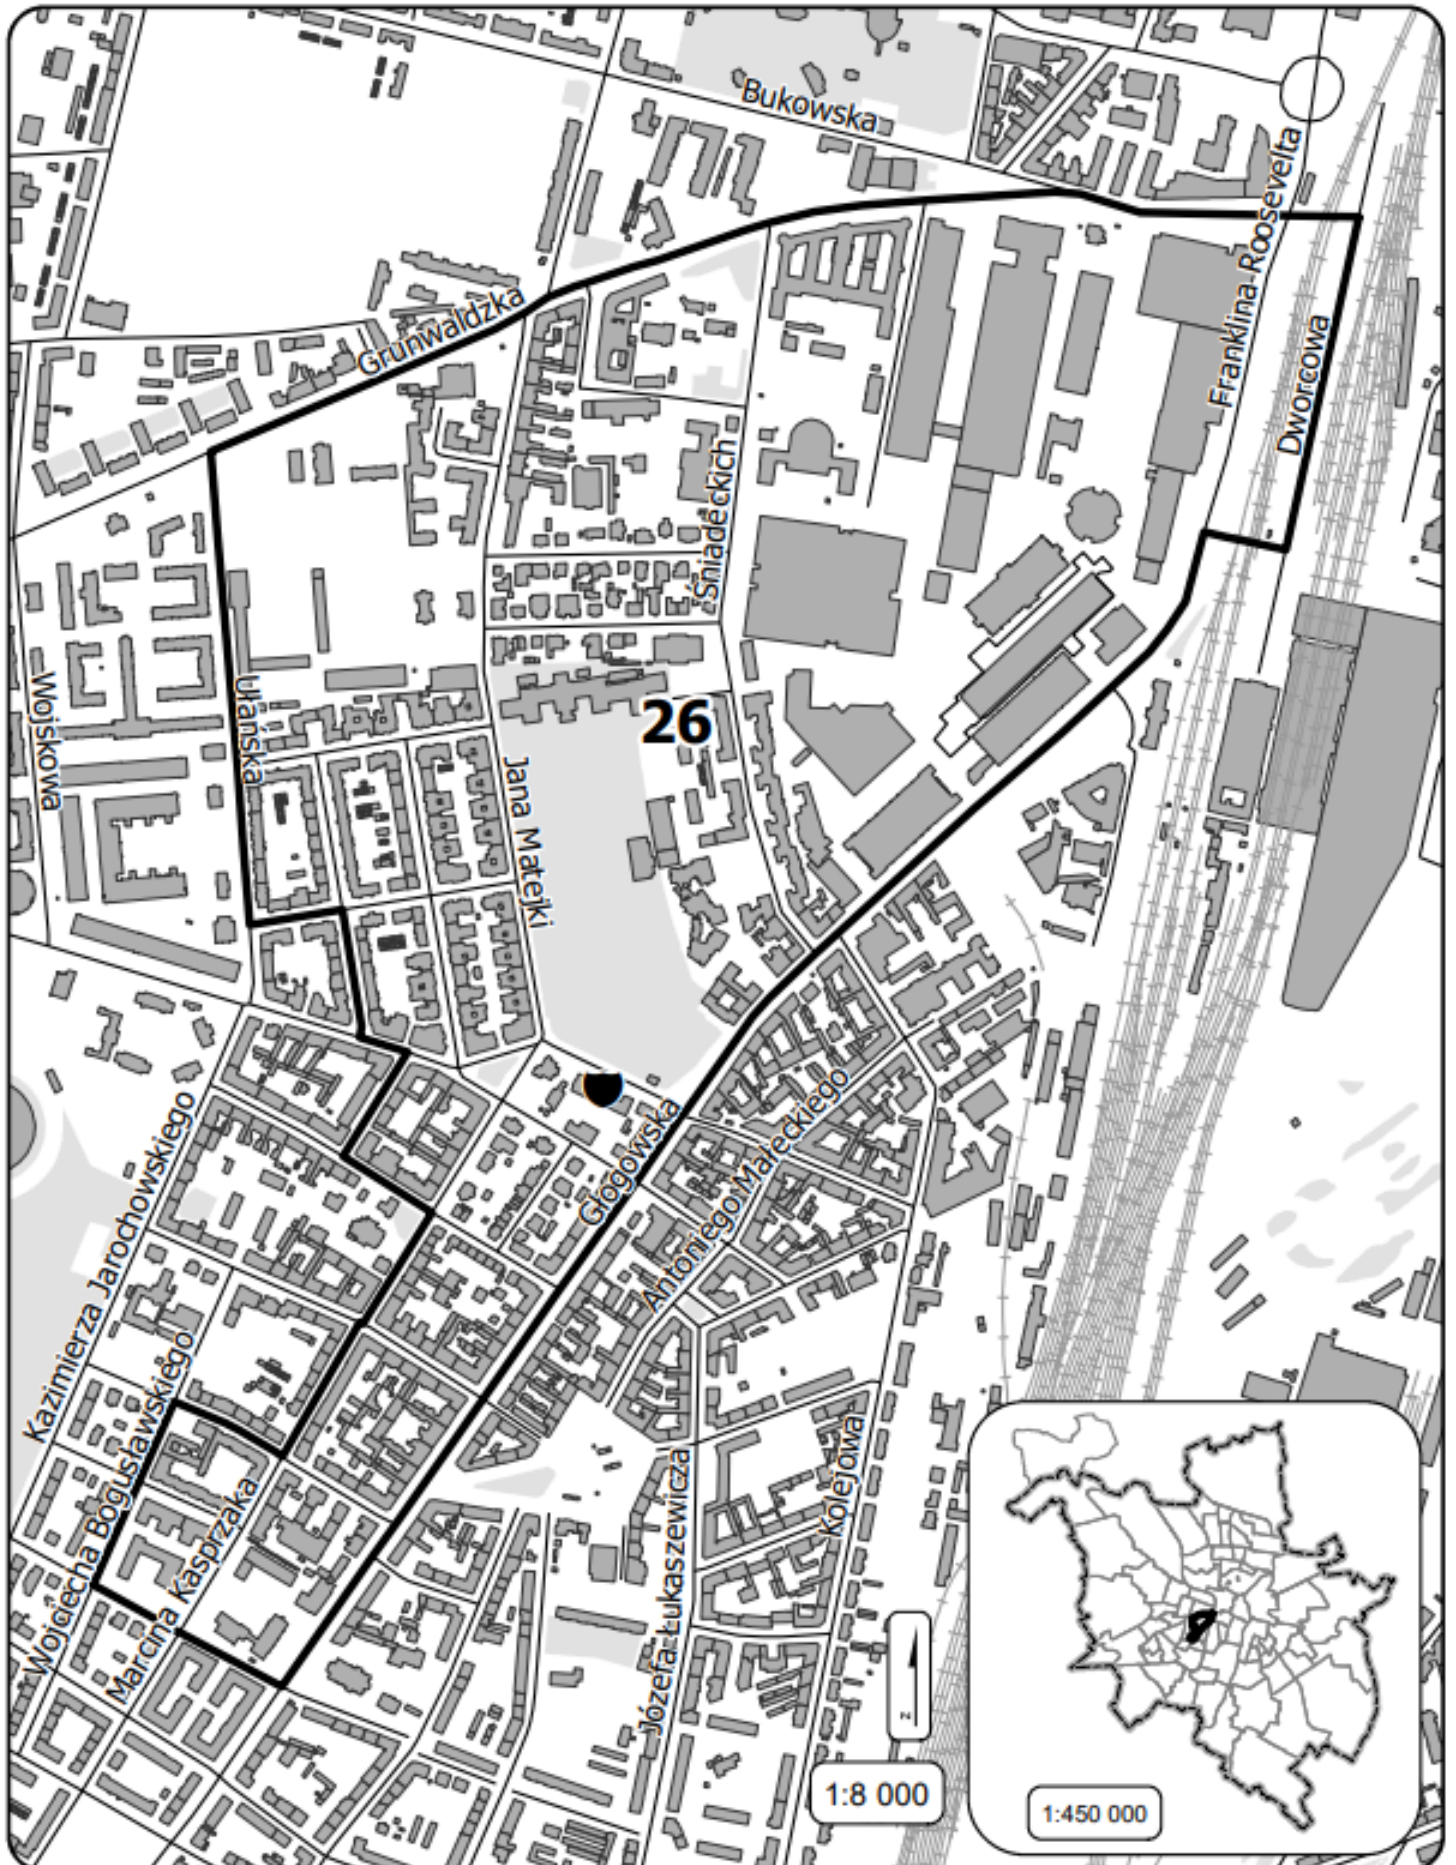 Bukowska
Franklina Roosevelta
Grunwaldzka
Dworcowa
Śniadeckich
Wojskowa
Ułańska
26
Jana Matejki
Głogowska
Antoniego Małeckiego
Kazimierza Jarochowskiego
Wojciecha Bogusławskiego
Marcina Kasprzaka
Józefa Łukaszewicza
Kolejowa
z
1:8 000
1:450 000